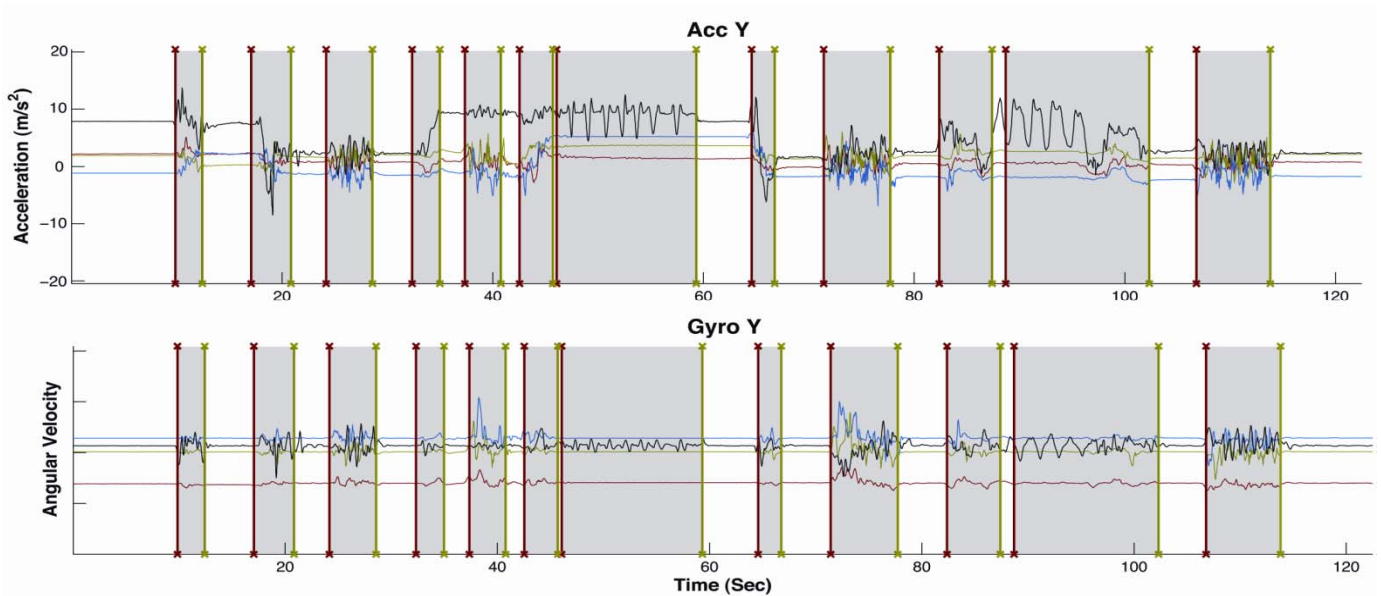 Acc Y
20
10
0
−10
−20
Acceleration (m/s²)
20 40 60 80 100 120
Gyro Y
Angular Velocity
20 40 60 80 100 120
Time (Sec)